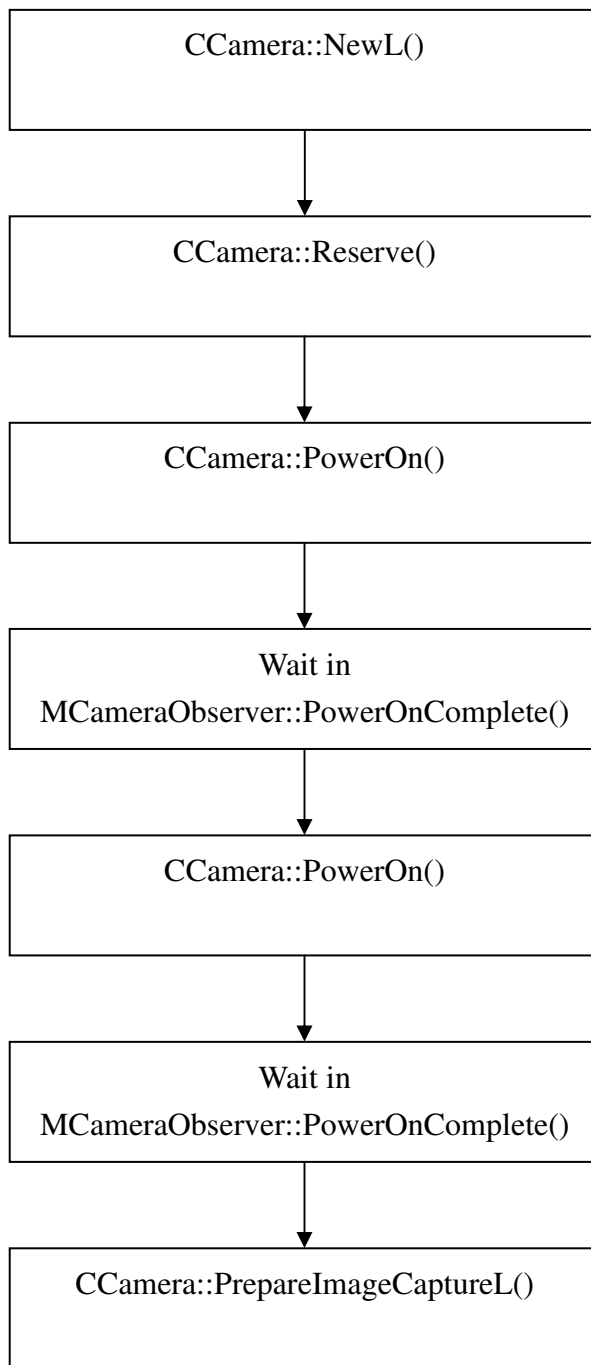 CCamera::NewL()
CCamera::Reserve()
CCamera::PowerOn()
Wait in
MCameraObserver::PowerOnComplete()
CCamera::PowerOn()
Wait in
MCameraObserver::PowerOnComplete()
CCamera::PrepareImageCaptureL()